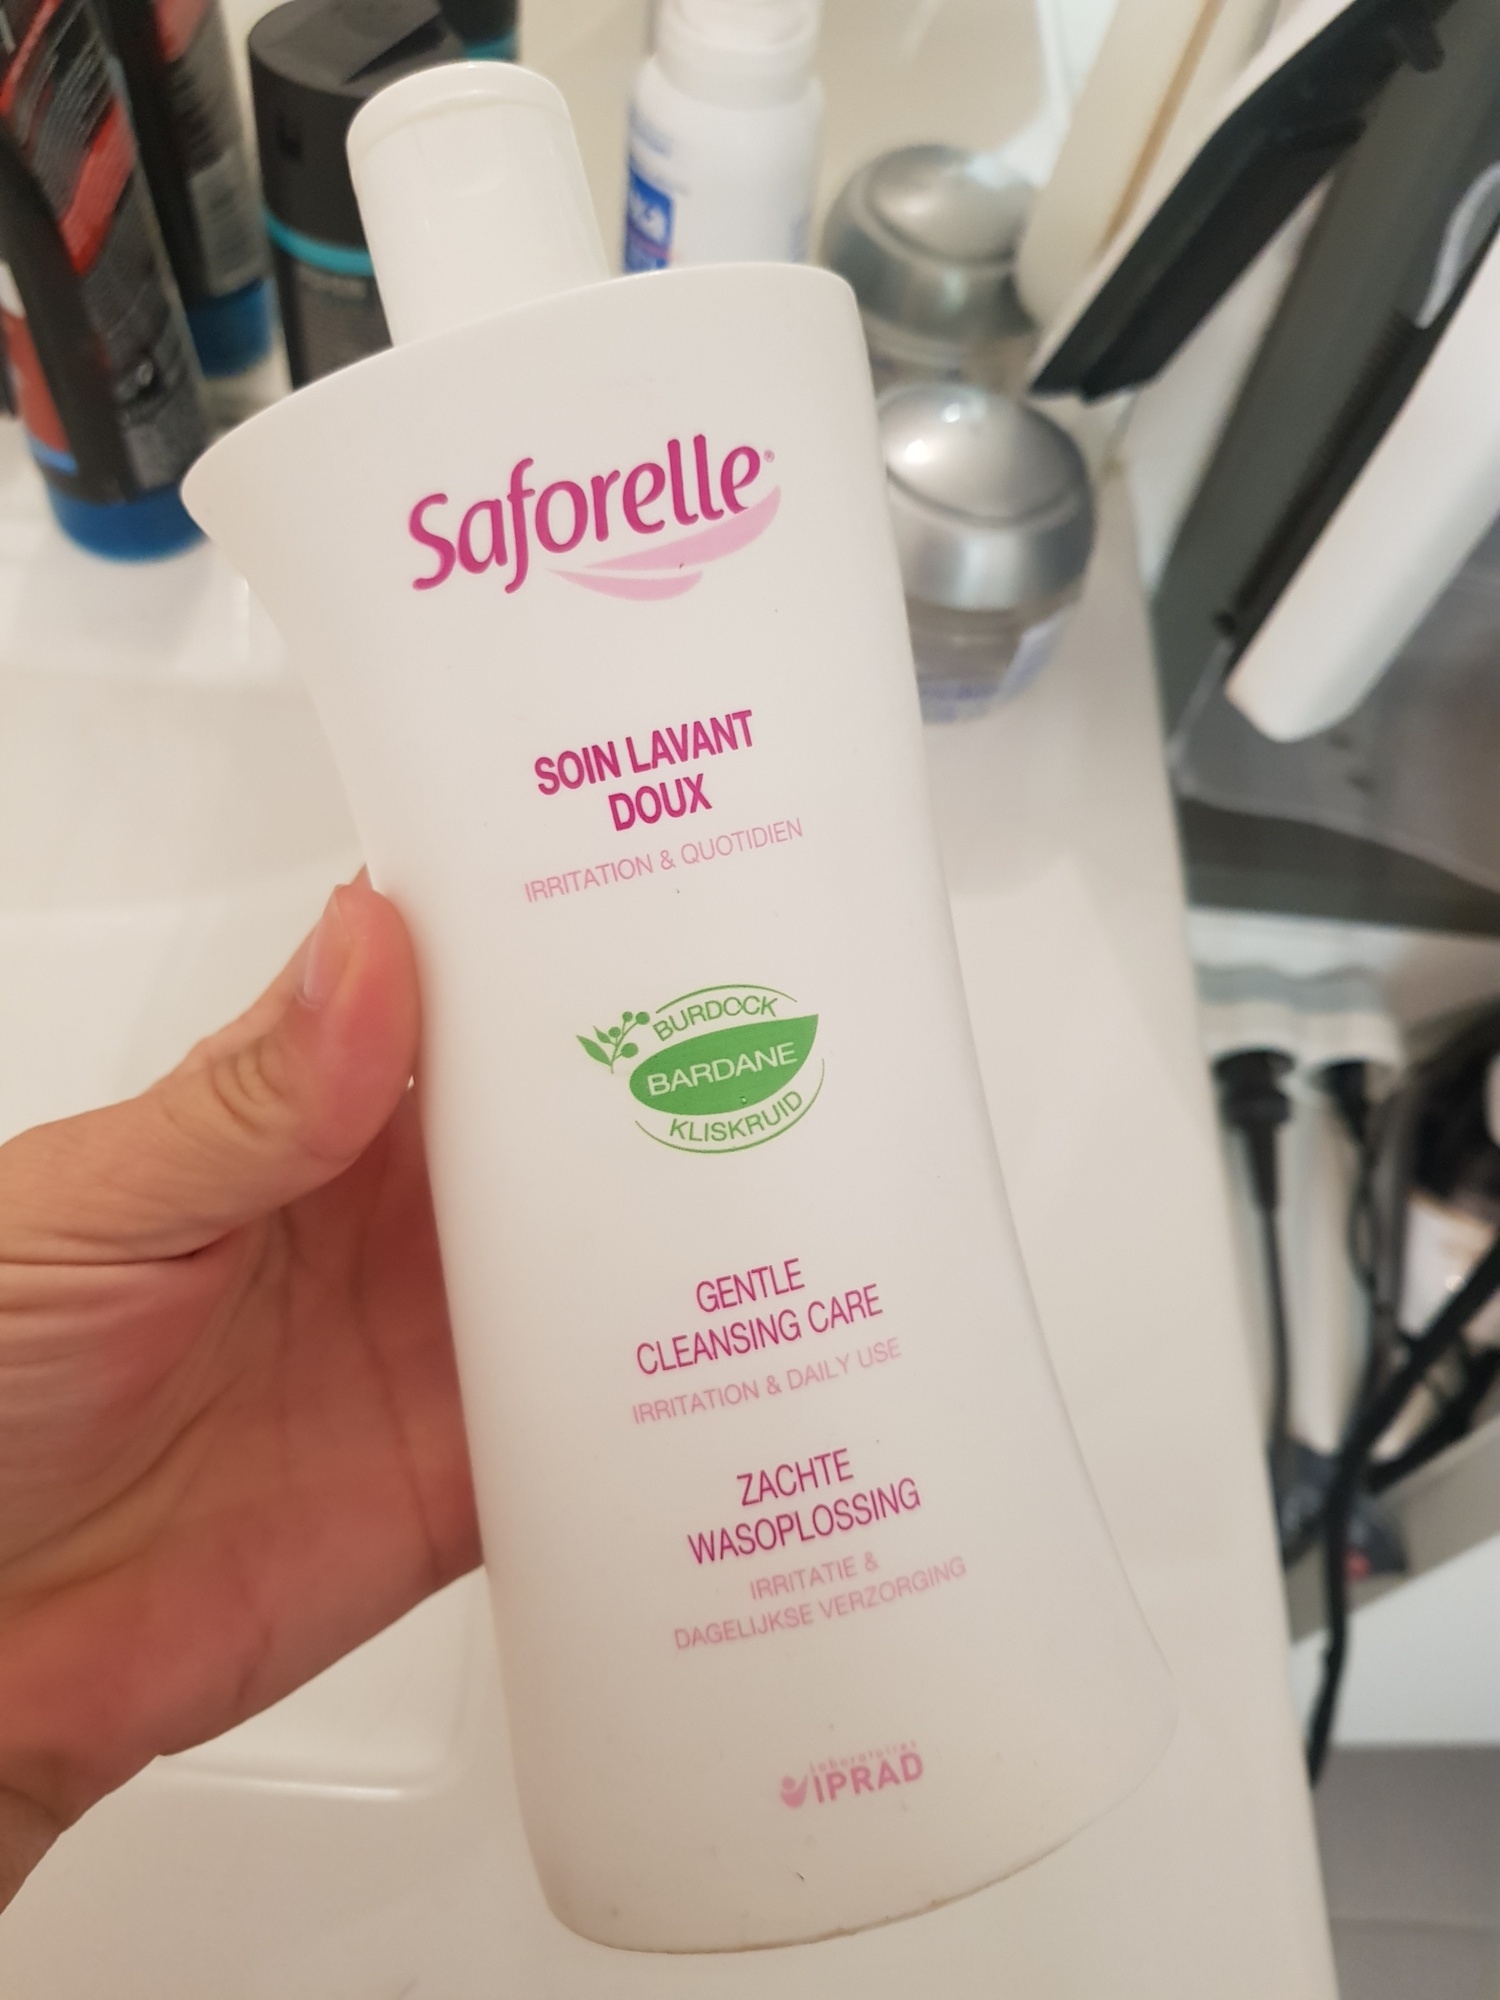 Saforelle®
SOIN LAVANT
DOUX
IRRITATION & QUOTIDIEN
BURDOCK
BARDANE
KLISKRUID
GENTLE
CLEANSING CARE
IRRITATION & DAILY USE
ZACHTE
WASOPLOSSING
IRRITATIE &
DAGELIJKSE VERZORGING
laboratoires
IPRAD